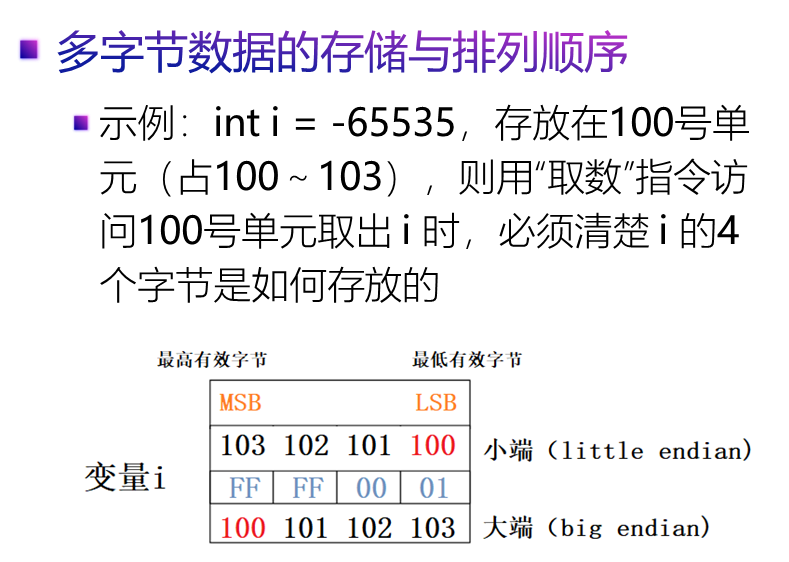 多字节数据的存储与排列顺序
示例：int i = -65535，存放在100号单
元（占100～103），则用“取数”指令访
问100号单元取出 i 时，必须清楚 i 的4
个字节是如何存放的
最高有效字节 最低有效字节
MSB LSB
103 102 101 100 小端（little endian)
变量i FF FF 00 01
100 101 102 103 大端（big endian)